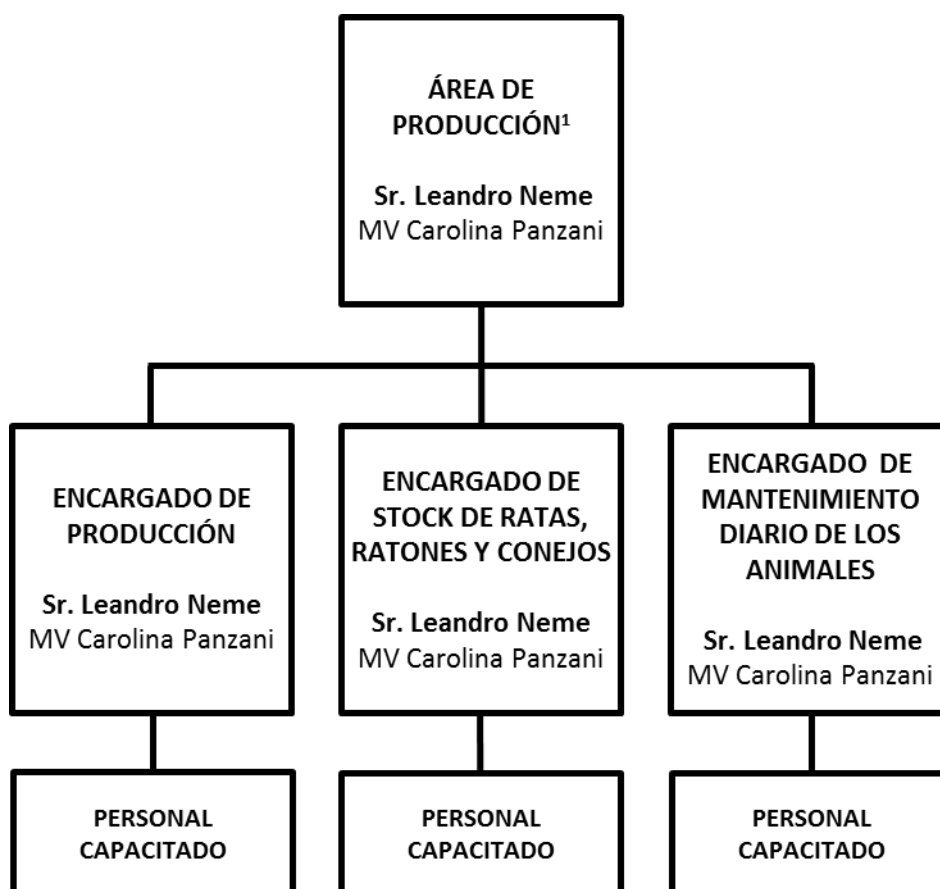 ÁREA DE
PRODUCCIÓN¹
Sr. Leandro Neme
MV Carolina Panzani
ENCARGADO DE
PRODUCCIÓN
Sr. Leandro Neme
MV Carolina Panzani
ENCARGADO DE
STOCK DE RATAS,
RATONES Y CONEJOS
Sr. Leandro Neme
MV Carolina Panzani
ENCARGADO DE
MANTENIMIENTO
DIARIO DE LOS
ANIMALES
Sr. Leandro Neme
MV Carolina Panzani
PERSONAL
CAPACITADO
PERSONAL
CAPACITADO
PERSONAL
CAPACITADO